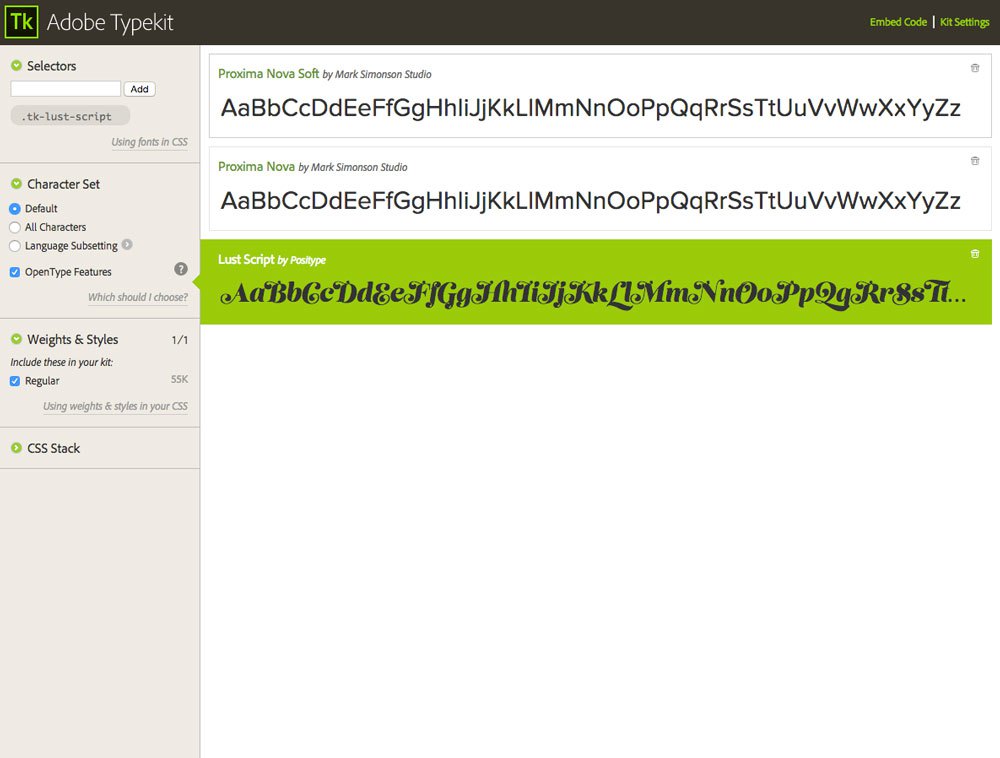 Tk Adobe Typekit
Embed Code | Kit Settings
Selectors
Add
.tk-lust-script
Using fonts in CSS
Character Set
Default
All Characters
Language Subsetting
OpenType Features
?
Which should I choose?
Weights & Styles 1/1
Include these in your kit:
Regular 55K
Using weights & styles in your CSS
CSS Stack
Proxima Nova Soft by Mark Simonson Studio
AaBbCcDdEeFfGgHhIiJjKkLlMmNnOoPpQqRrSsTtUuVvWwXxYyZz
Proxima Nova by Mark Simonson Studio
AaBbCcDdEeFfGgHhIiJjKkLlMmNnOoPpQqRrSsTtUuVvWwXxYyZz
Lust Script by Positype
AaBbCcDdEeFfGgHhIiJjKkLlMmNnOoPpQqRrSsTt...